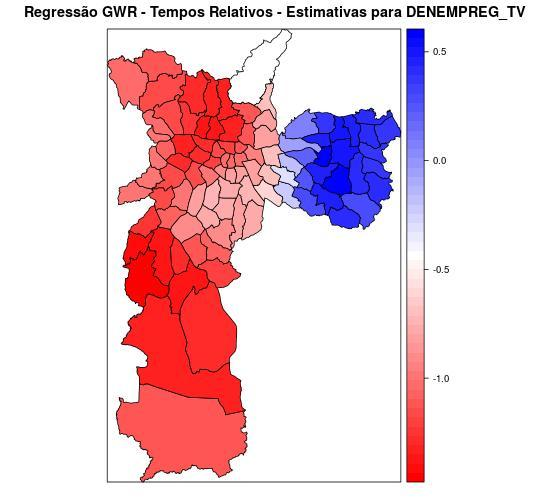 Regressão GWR - Tempos Relativos - Estimativas para DENEMPREG_TV
0.5
0.0
-0.5
-1.0